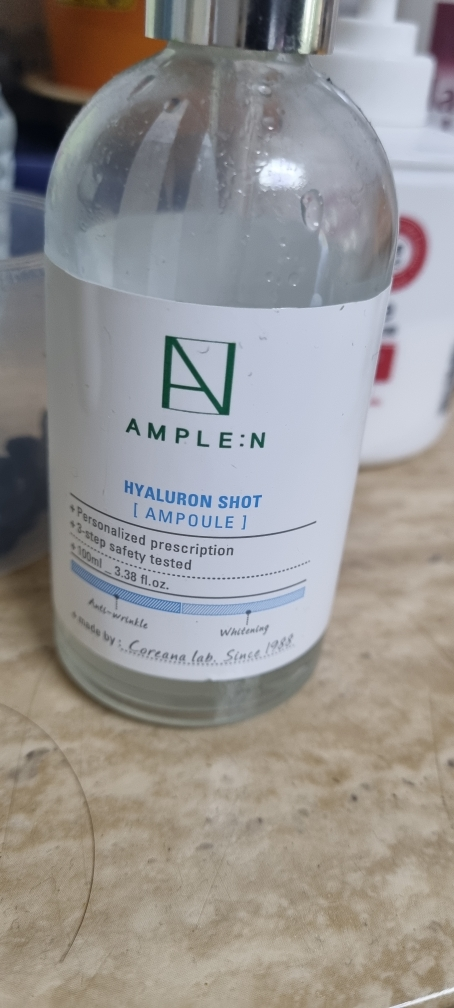 AMPLE:N
HYALURON SHOT
[ AMPOULE ]
+ Personalized prescription
+ 3-step safety tested
+ 100ml _ 3.38 fl.oz.
Anti-wrinkle
Whitening
+ made by : Coreana lab. Since 1988